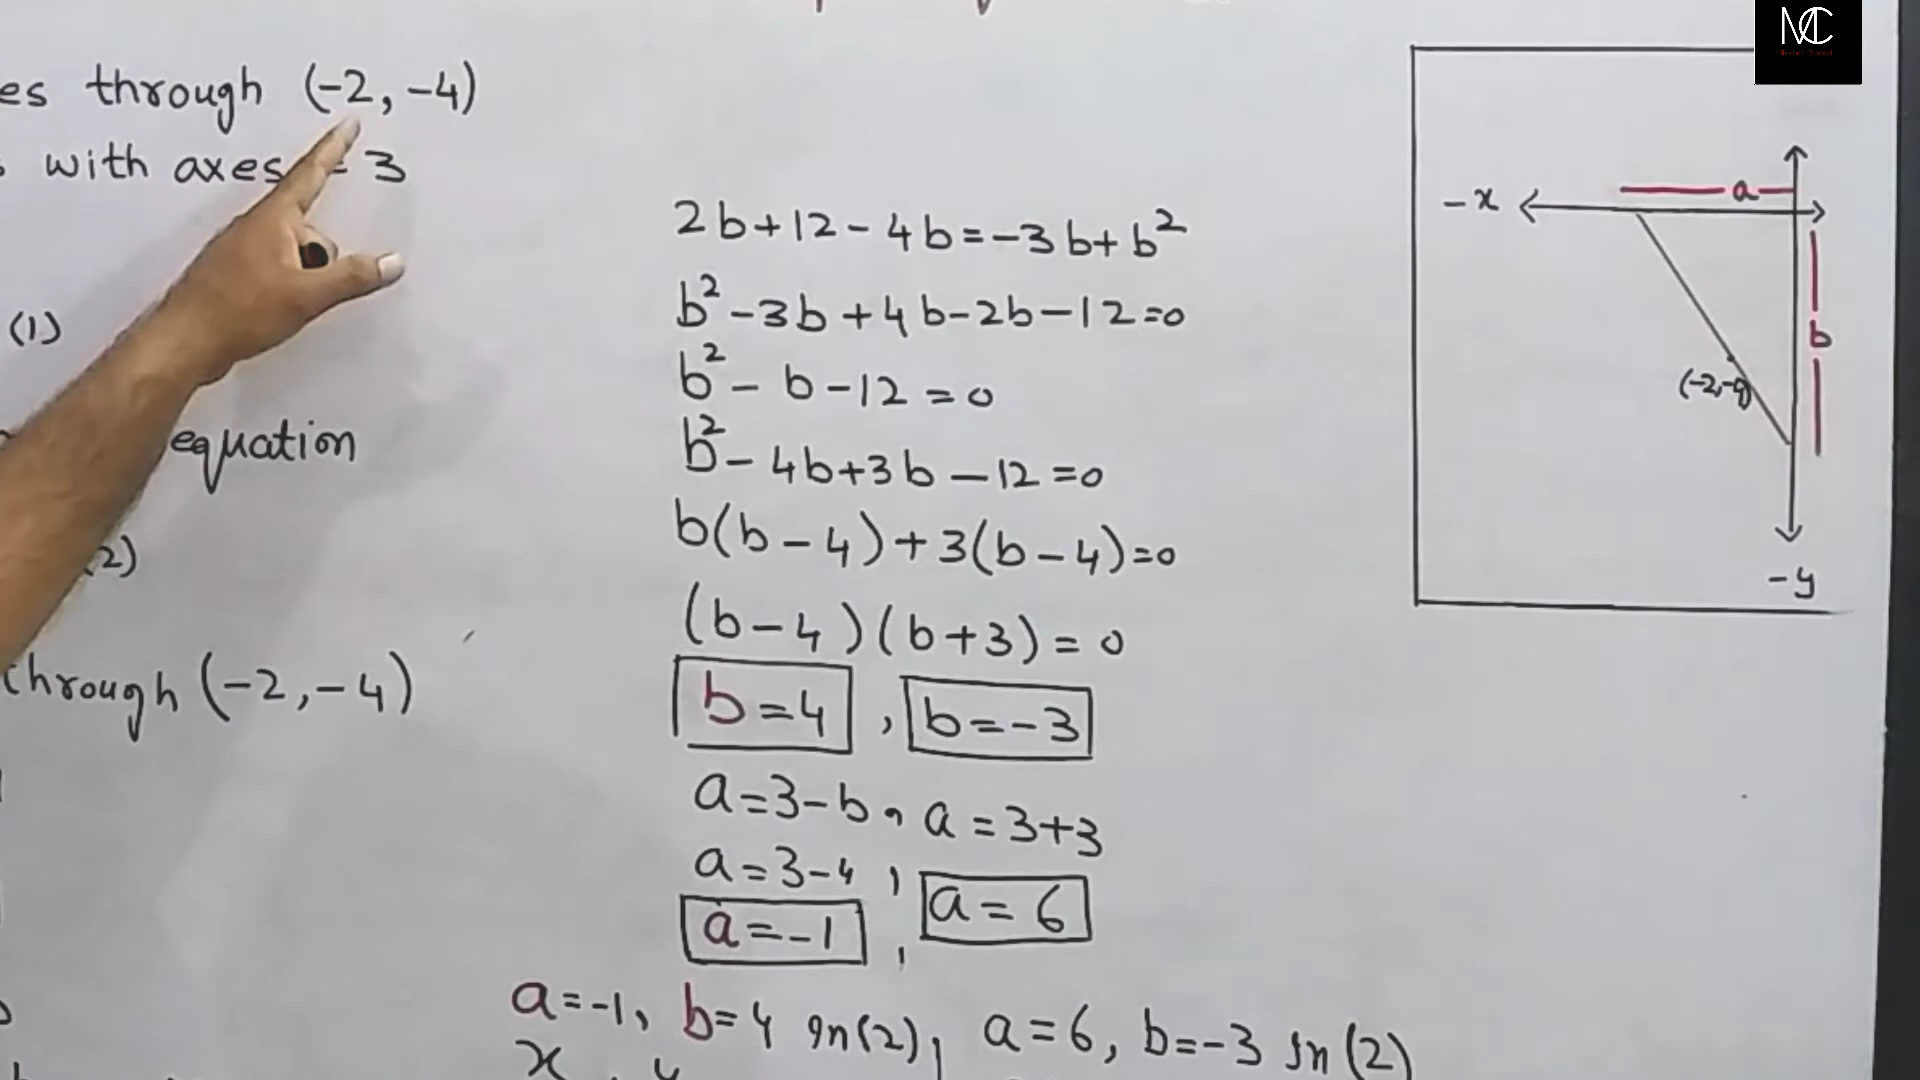 es through (-2, -4)
with axes = 3
(1)
equation
2)
through (-2, -4)
2b+12-4b=-3b+b²
b²-3b+4b-2b-12=0
b²-b-12=0
b²-4b+3b-12=0
b(b-4)+3(b-4)=0
(b-4)(b+3)=0
b=4, b=-3
a=3-b, a=3+3
a=3-4, a=6
a=-1,
a=-1, b=4 in(2), a=6, b=-3 in (2)
x y
MC
-x
a
b
(-2,-4)
-y